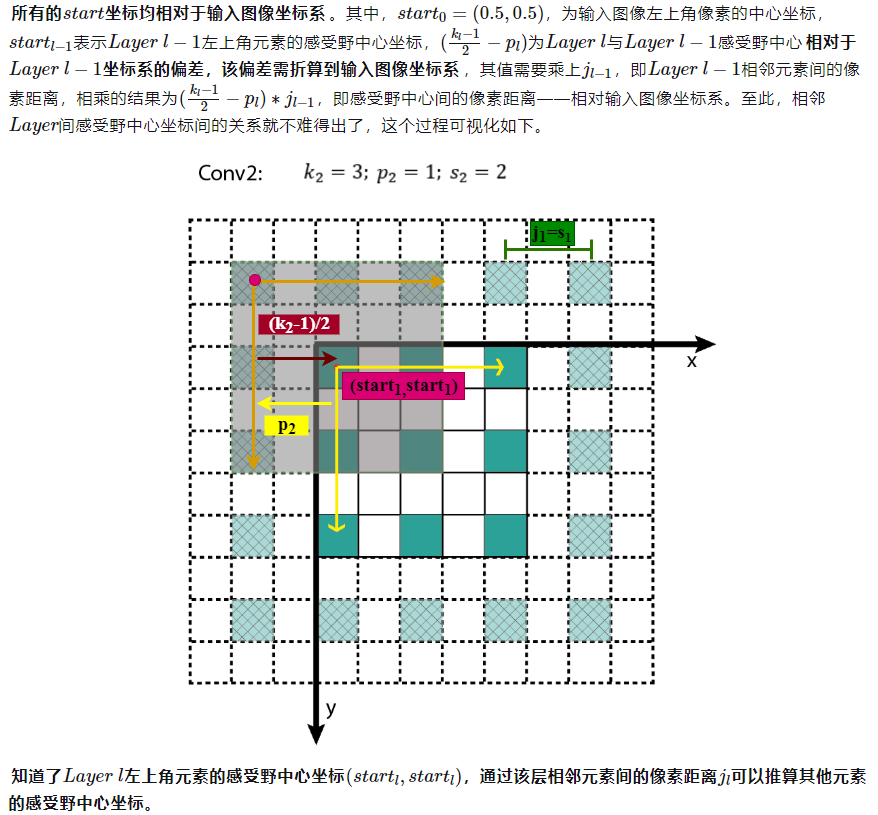 所有的start坐标均相对于输入图像坐标系。其中，start₀ = (0.5, 0.5)，为输入图像左上角像素的中心坐标，
start_{l−1}表示Layer l − 1左上角元素的感受野中心坐标，(\frac{k_l−1}{2} − p_l)为Layer l与Layer l − 1感受野中心相对于
Layer l − 1坐标系的偏差，该偏差需折算到输入图像坐标系，其值需要乘上j_{l−1}，即Layer l − 1相邻元素间的像
素距离，相乘的结果为(\frac{k_l−1}{2} − p_l) * j_{l−1}，即感受野中心间的像素距离——相对输入图像坐标系。至此，相邻
Layer间感受野中心坐标间的关系就不难得出了，这个过程可视化如下。
Conv2: k₂ = 3; p₂ = 1; s₂ = 2
j₁=s₁
(k₂-1)/2
x
(start₁,start₁)
p₂
y
知道了Layer l左上角元素的感受野中心坐标(start_l, start_l)，通过该层相邻元素间的像素距离j_l可以推算其他元素
的感受野中心坐标。